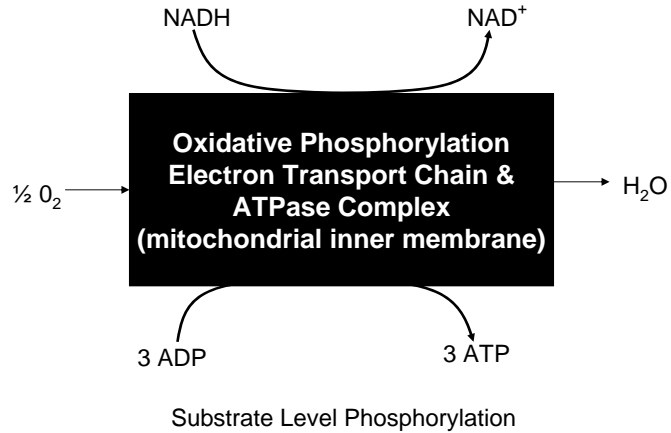 NADH
NAD⁺
Oxidative Phosphorylation
Electron Transport Chain &
ATPase Complex
(mitochondrial inner membrane)
½ 0₂
H₂O
3 ADP
3 ATP
Substrate Level Phosphorylation